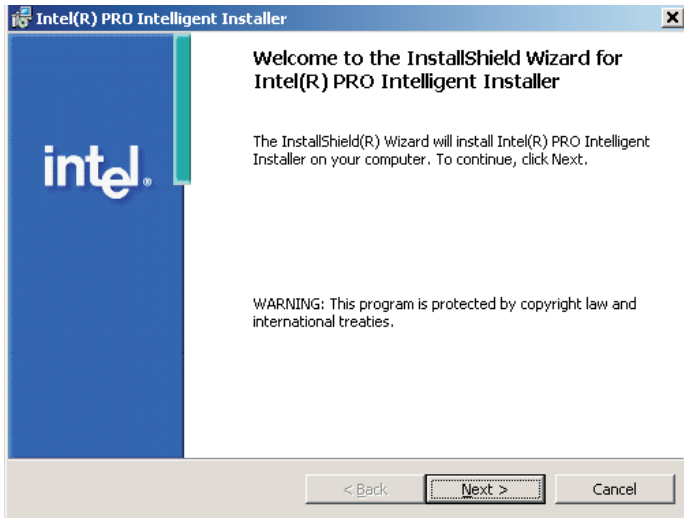 Intel(R) PRO Intelligent Installer
Welcome to the InstallShield Wizard for
Intel(R) PRO Intelligent Installer
The InstallShield(R) Wizard will install Intel(R) PRO Intelligent
Installer on your computer. To continue, click Next.
intel®
WARNING: This program is protected by copyright law and
international treaties.
< Back
Next >
Cancel